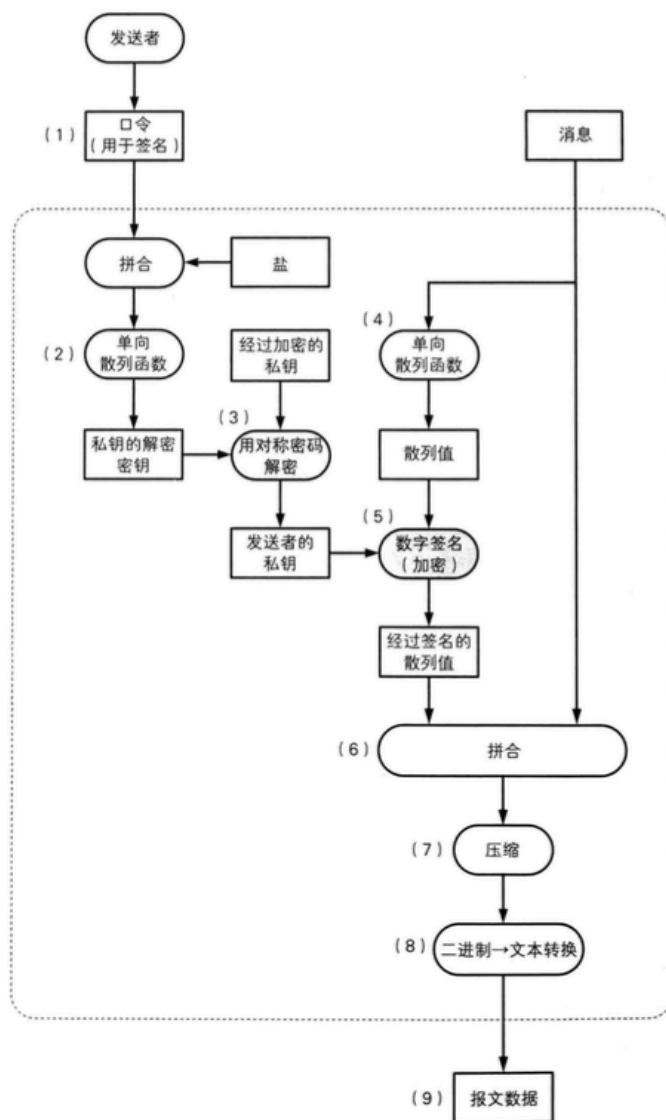 发送者
(1)
口令
(用于签名)
消息
拼合
盐
(2)
单向
散列函数
经过加密的
私钥
(4)
单向
散列函数
私钥的解密
密钥
(3)
用对称密码
解密
散列值
发送者的
私钥
(5)
数字签名
(加密)
经过签名的
散列值
(6)
拼合
(7)
压缩
(8)
二进制→文本转换
(9)
报文数据